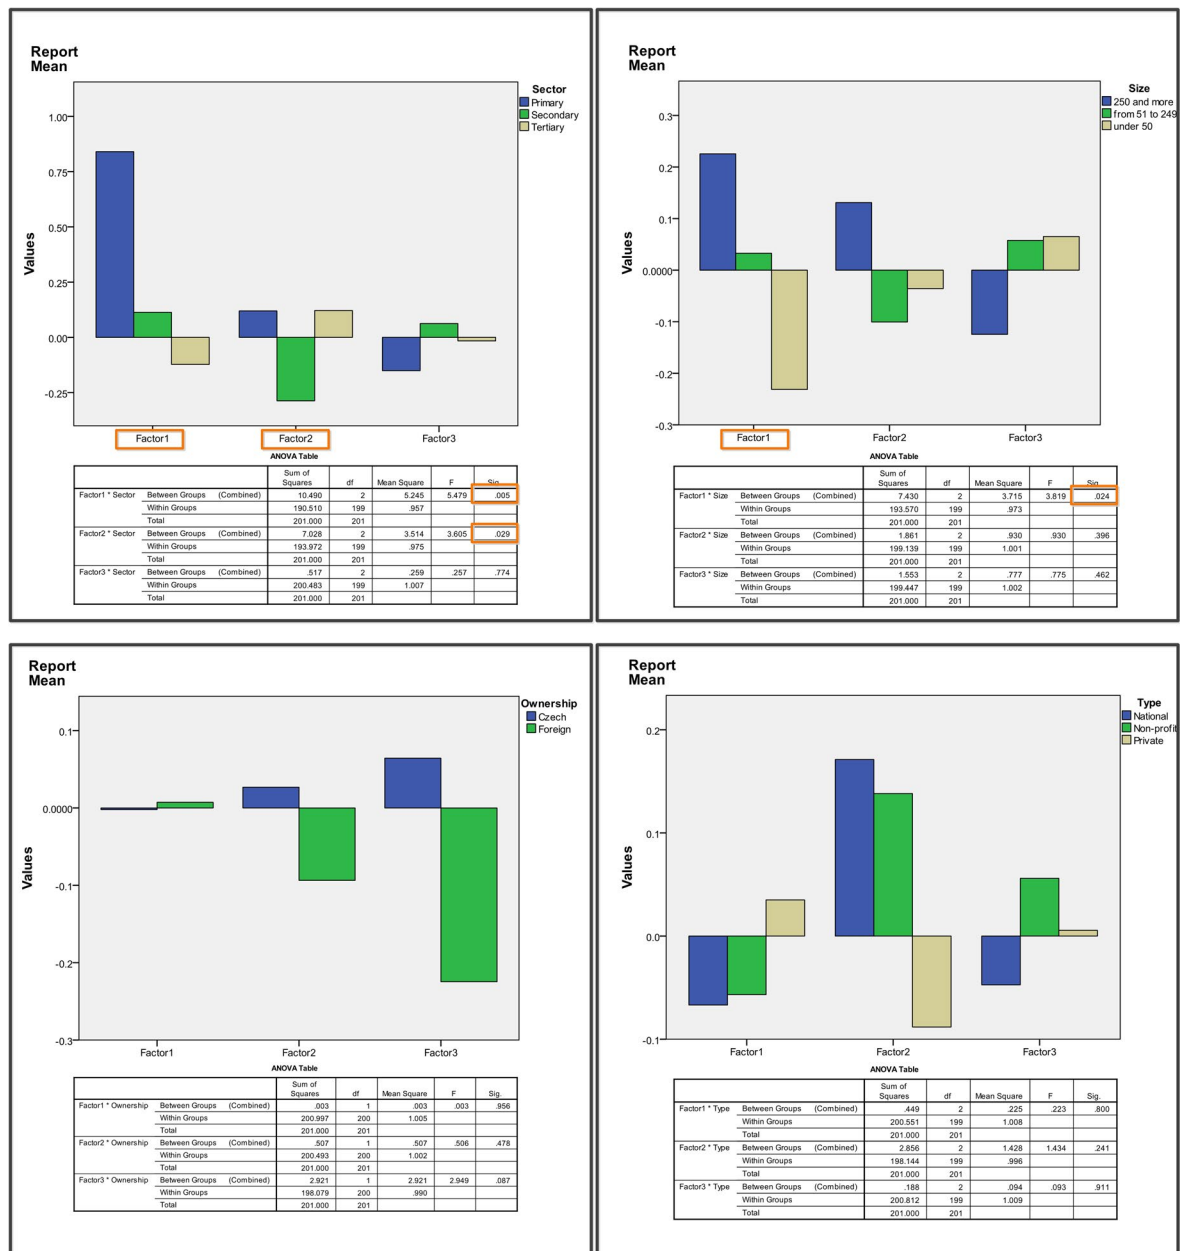 Report
Mean
Sector
Primary
Secondary
Tertiary
1.00
0.75
0.50
0.25
0.00
-0.25
Values
Factor1 Factor2 Factor3
ANOVA Table
Sum of Squares df Mean Square F Sig.
Factor1 * Sector Between Groups (Combined) 10.490 2 5.245 5.479 .005
Within Groups 190.510 199 .957
Total 201.000 201
Factor2 * Sector Between Groups (Combined) 7.028 2 3.514 3.605 .029
Within Groups 193.972 199 .975
Total 201.000 201
Factor3 * Sector Between Groups (Combined) .517 2 .259 .257 .774
Within Groups 200.483 199 1.007
Total 201.000 201
Report
Mean
Size
250 and more
from 51 to 249
under 50
0.3
0.2
0.1
0.0000
-0.1
-0.2
-0.3
Values
Factor1 Factor2 Factor3
ANOVA Table
Sum of Squares df Mean Square F Sig.
Factor1 * Size Between Groups (Combined) 7.430 2 3.715 3.819 .024
Within Groups 193.570 199 .973
Total 201.000 201
Factor2 * Size Between Groups (Combined) 1.861 2 .930 .930 .396
Within Groups 199.139 199 1.001
Total 201.000 201
Factor3 * Size Between Groups (Combined) 1.553 2 .777 .775 .462
Within Groups 199.447 199 1.002
Total 201.000 201
Report
Mean
Ownership
Czech
Foreign
0.1
0.0000
-0.1
-0.2
-0.3
Values
Factor1 Factor2 Factor3
ANOVA Table
Sum of Squares df Mean Square F Sig.
Factor1 * Ownership Between Groups (Combined) .003 1 .003 .003 .956
Within Groups 200.997 200 1.005
Total 201.000 201
Factor2 * Ownership Between Groups (Combined) .507 1 .507 .506 .478
Within Groups 200.493 200 1.002
Total 201.000 201
Factor3 * Ownership Between Groups (Combined) 2.921 1 2.921 2.949 .087
Within Groups 198.079 200 .990
Total 201.000 201
Report
Mean
Type
National
Non-profit
Private
0.2
0.1
0.0
-0.1
Values
Factor1 Factor2 Factor3
ANOVA Table
Sum of Squares df Mean Square F Sig.
Factor1 * Type Between Groups (Combined) .449 2 .225 .223 .800
Within Groups 200.551 199 1.008
Total 201.000 201
Factor2 * Type Between Groups (Combined) 2.856 2 1.428 1.434 .241
Within Groups 198.144 199 .996
Total 201.000 201
Factor3 * Type Between Groups (Combined) .188 2 .094 .093 .911
Within Groups 200.812 199 1.009
Total 201.000 201